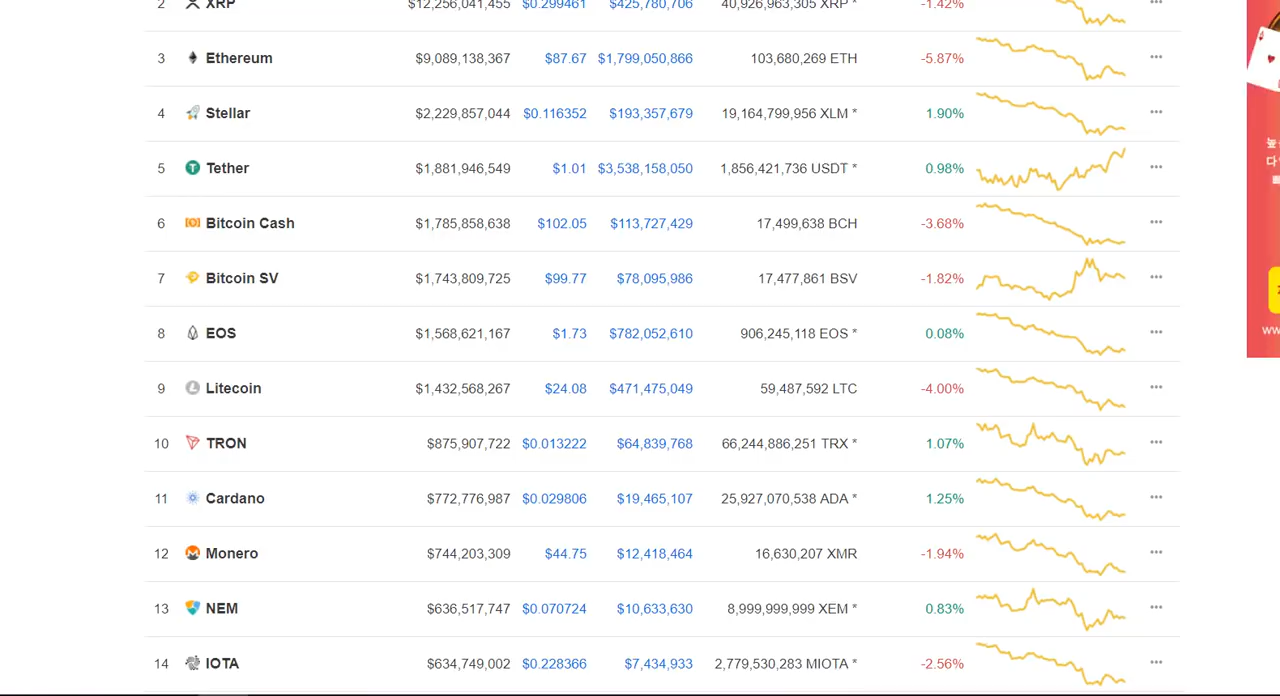 2 XRP $12,256,041,455 $0.299461 $425,780,706 40,926,963,305 XRP * -1.42%
3 Ethereum $9,089,138,367 $87.67 $1,799,050,866 103,680,269 ETH -5.87%
4 Stellar $2,229,857,044 $0.116352 $193,357,679 19,164,799,956 XLM * 1.90%
5 Tether $1,881,946,549 $1.01 $3,538,158,050 1,856,421,736 USDT * 0.98%
6 Bitcoin Cash $1,785,858,638 $102.05 $113,727,429 17,499,638 BCH -3.68%
7 Bitcoin SV $1,743,809,725 $99.77 $78,095,986 17,477,861 BSV -1.82%
8 EOS $1,568,621,167 $1.73 $782,052,610 906,245,118 EOS * 0.08%
9 Litecoin $1,432,568,267 $24.08 $471,475,049 59,487,592 LTC -4.00%
10 TRON $875,907,722 $0.013222 $64,839,768 66,244,886,251 TRX * 1.07%
11 Cardano $772,776,987 $0.029806 $19,465,107 25,927,070,538 ADA * 1.25%
12 Monero $744,203,309 $44.75 $12,418,464 16,630,207 XMR -1.94%
13 NEM $636,517,747 $0.070724 $10,633,630 8,999,999,999 XEM * 0.83%
14 IOTA $634,749,002 $0.228366 $7,434,933 2,779,530,283 MIOTA * -2.56%